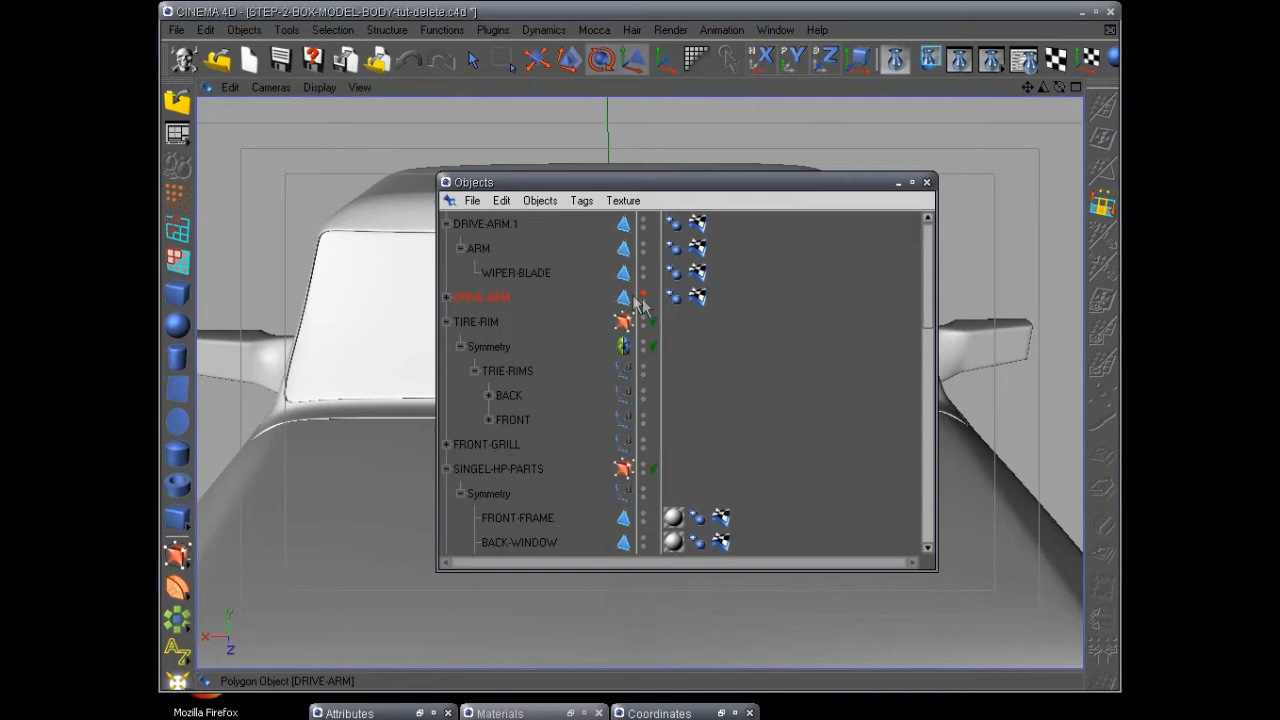 CINEMA 4D - [STEP-2-BOX-MODEL-BODY-tut-delete.c4d *]
File Edit Objects Tools Selection Structure Functions Plugins Dynamics Mocca Hair Render Animation Window Help
Edit Cameras Display View
Objects
File Edit Objects Tags Texture
DRIVE-ARM.1
ARM
WIPER-BLADE
DRIVE-ARM
TIRE-RIM
Symmetry
TRIE-RIMS
BACK
FRONT
FRONT-GRILL
SINGEL-HP-PARTS
Symmetry
FRONT-FRAME
BACK-WINDOW
X Y Z
Y
X
Z
Polygon Object [DRIVE-ARM]
Mozilla Firefox Attributes Materials Coordinates